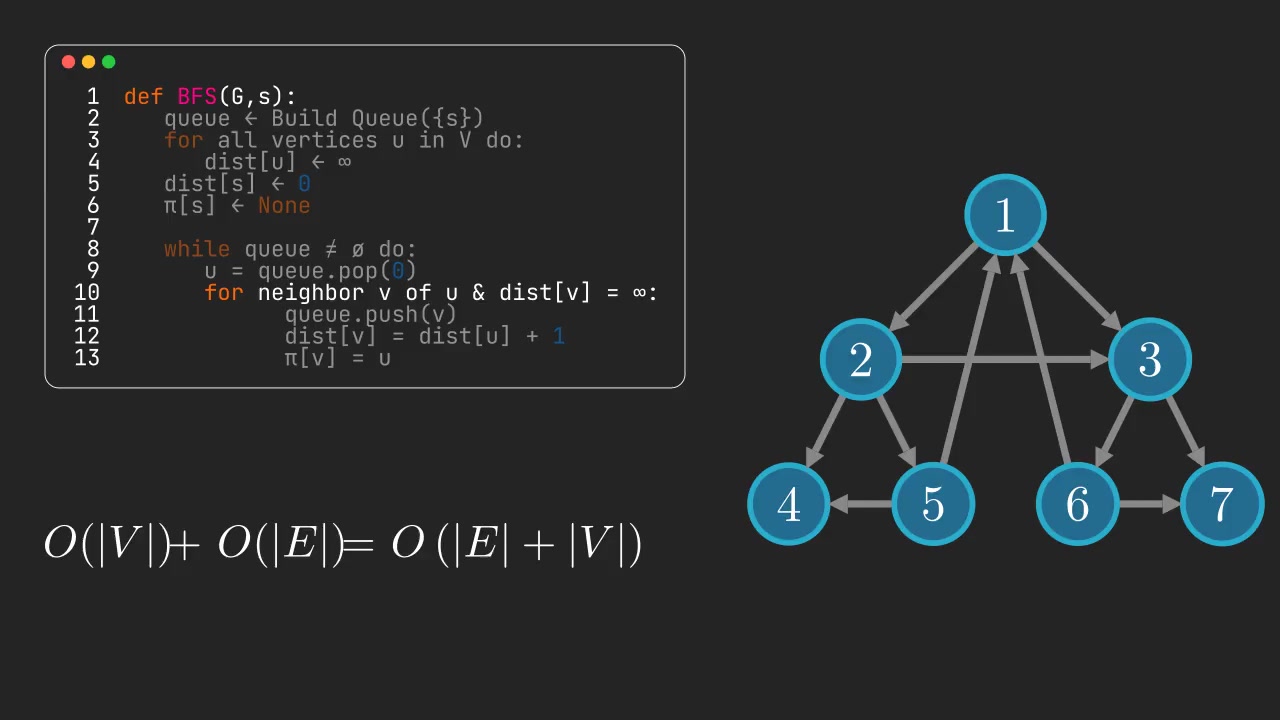 1 def BFS(G,s):
2 queue ← Build Queue({s})
3 for all vertices u in V do:
4 dist[u] ← ∞
5 dist[s] ← 0
6 π[s] ← None
7
8 while queue ≠ ø do:
9 u = queue.pop(0)
10 for neighbor v of u & dist[v] = ∞:
11 queue.push(v)
12 dist[v] = dist[u] + 1
13 π[v] = u
O(|V|)+ O(|E|)= O (|E| + |V|)
1
2 3
4 5 6 7